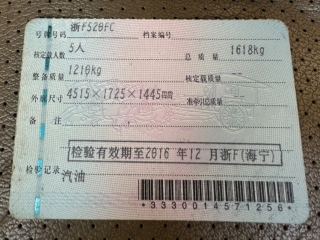 号牌号码 浙F528FC 档案编号
核定载人数 5人 总质量 1618kg
整备质量 1210kg 核定载质量
外廓尺寸 4515×1725×1445mm 准牵引总质量
备注
检验有效期至2016年12月浙F(海宁)
检验记录
汽油
*3330014571256*